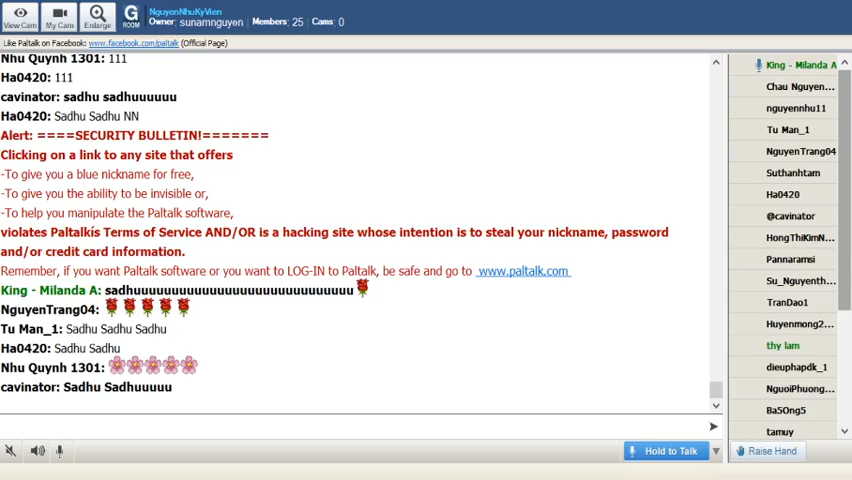 View Cam
My Cam
Enlarge
G
ROOM
NguyenNhuKyVien
Owner: sunamnguyen Members: 25 Cams: 0
Like Paltalk on Facebook: www.facebook.com/paltalk (Official Page)
Nhu Quynh 1301: 111
Ha0420: 111
cavinator: sadhu sadhuuuuuu
Ha0420: Sadhu Sadhu NN
Alert: ====SECURITY BULLETIN!=======
Clicking on a link to any site that offers
-To give you a blue nickname for free,
-To give you the ability to be invisible or,
-To help you manipulate the Paltalk software,
violates Paltalkís Terms of Service AND/OR is a hacking site whose intention is to steal your nickname, password
and/or credit card information.
Remember, if you want Paltalk software or you want to LOG-IN to Paltalk, be safe and go to www.paltalk.com
King - Milanda A: sadhuuuuuuuuuuuuuuuuuuuuuuuuuuuuu
NguyenTrang04:
Tu Man_1: Sadhu Sadhu Sadhu
Ha0420: Sadhu Sadhu
Nhu Quynh 1301:
cavinator: Sadhu Sadhuuuuu
Hold to Talk
King - Milanda A
Chau Nguyen...
nguyennhu11
Tu Man_1
NguyenTrang04
Suthanhtam
Ha0420
@cavinator
HongThiKimN...
Pannaramsi
Su_Nguyenth...
TranDao1
Huyenmong2...
thy lam
dieuphapdk_1
NguoiPhuong...
Ba5Ong5
tamuy
Raise Hand